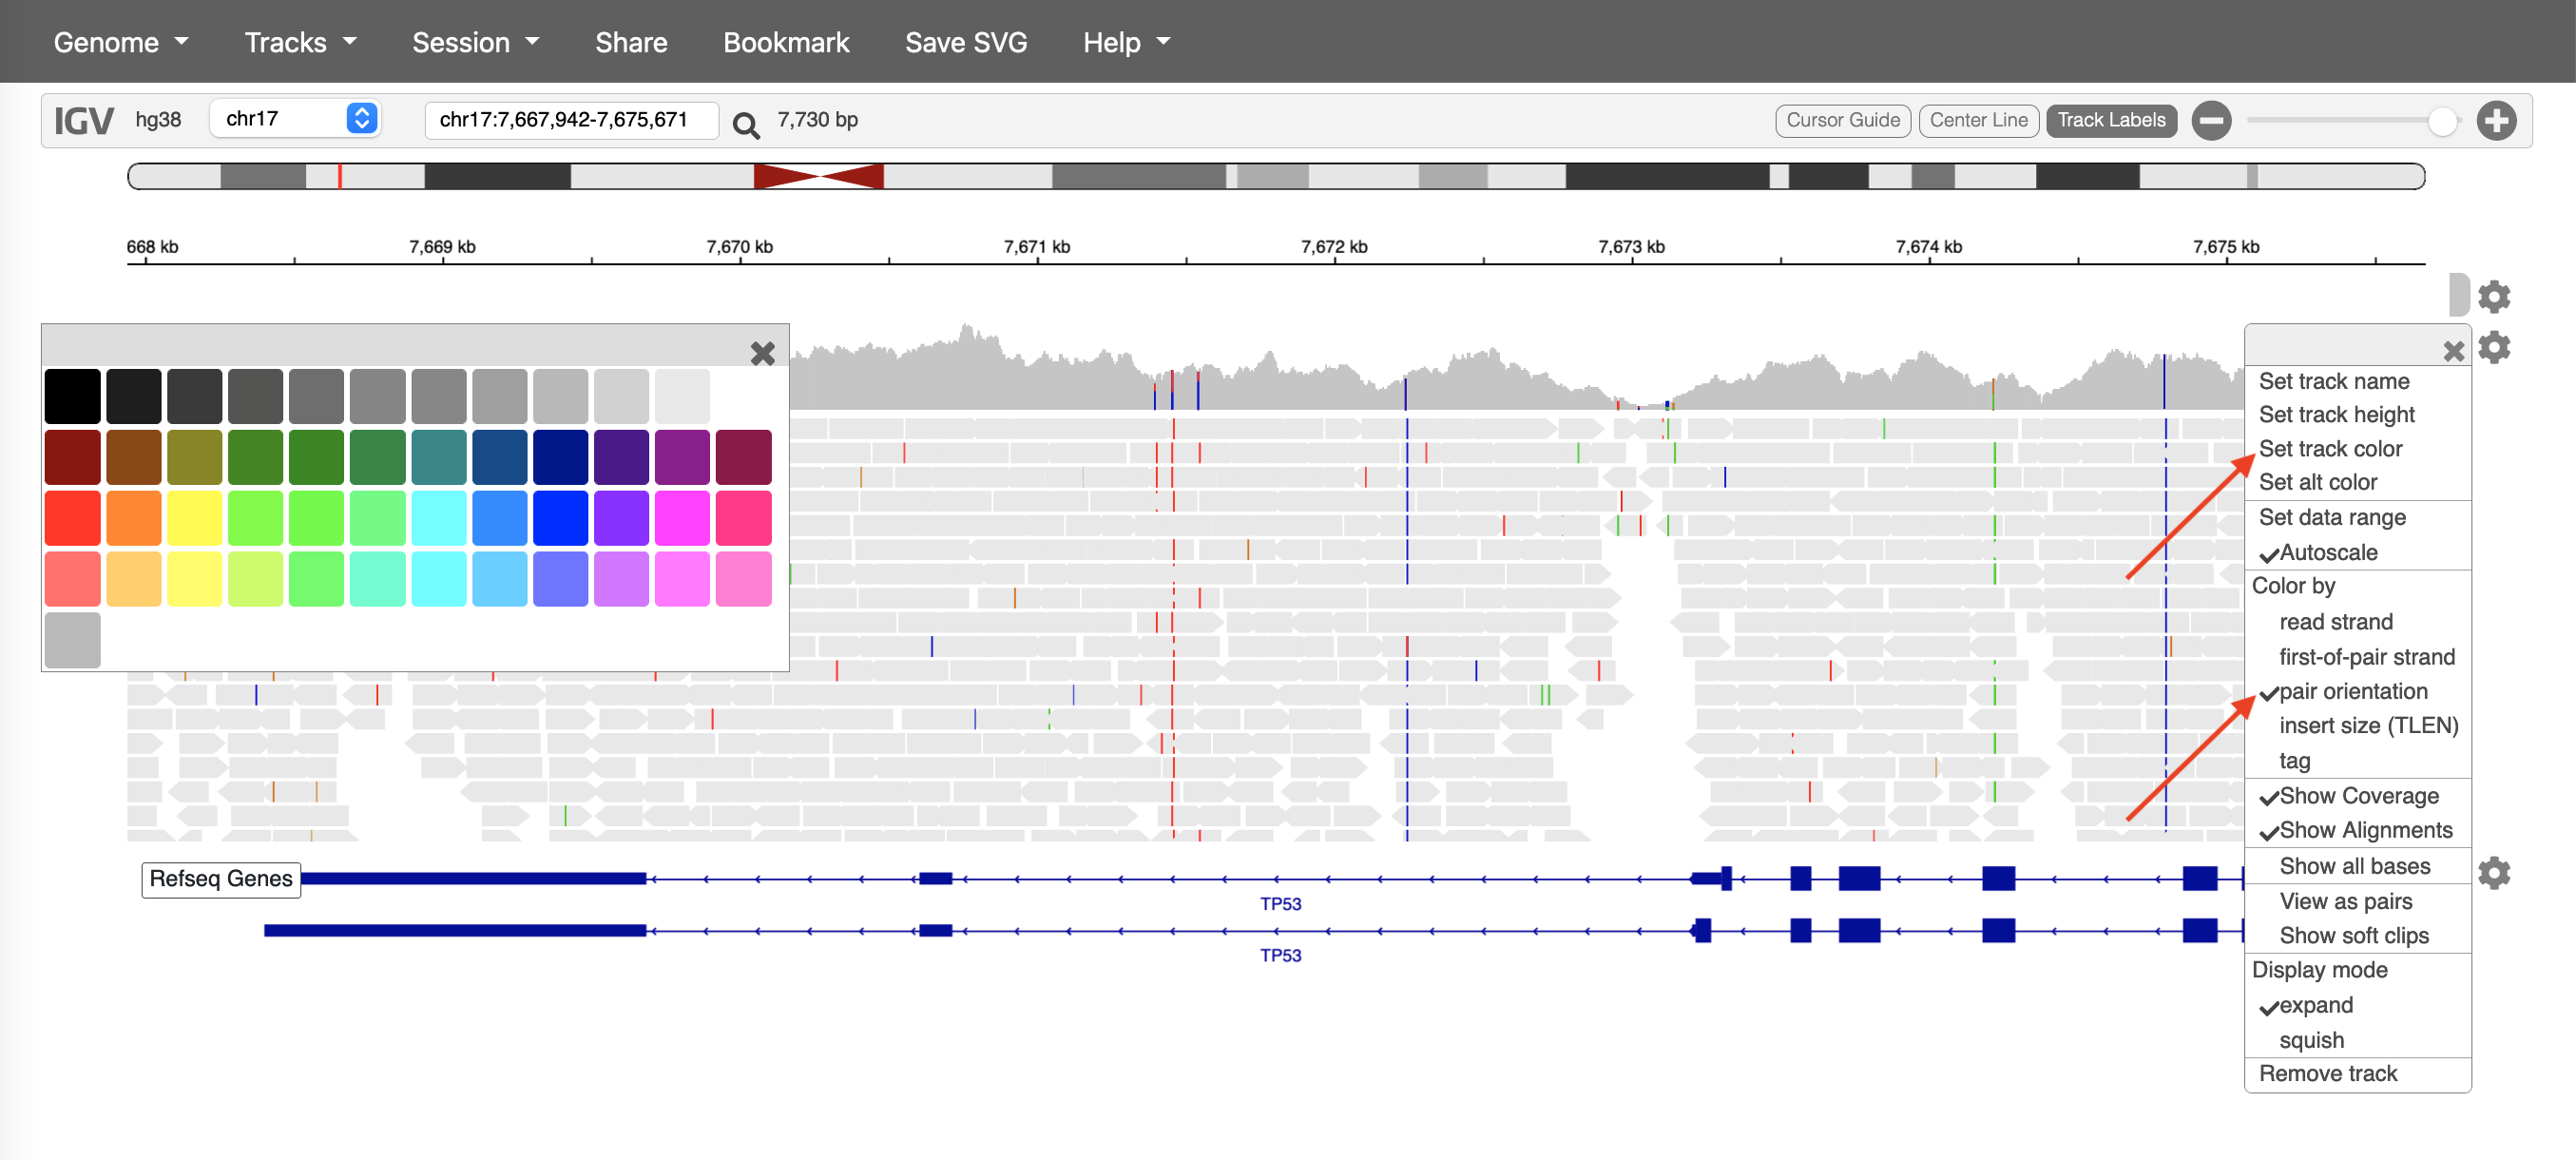 Genome Tracks Session Share Bookmark Save SVG Help
IGV hg38 chr17 chr17:7,667,942-7,675,671 7,730 bp Cursor Guide Center Line Track Labels
668 kb 7,669 kb 7,670 kb 7,671 kb 7,672 kb 7,673 kb 7,674 kb 7,675 kb
Set track name
Set track height
Set track color
Set alt color
Set data range
Autoscale
Color by
read strand
first-of-pair strand
pair orientation
insert size (TLEN)
tag
Show Coverage
Show Alignments
Show all bases
View as pairs
Show soft clips
Display mode
expand
squish
Remove track
Refseq Genes
TP53
TP53